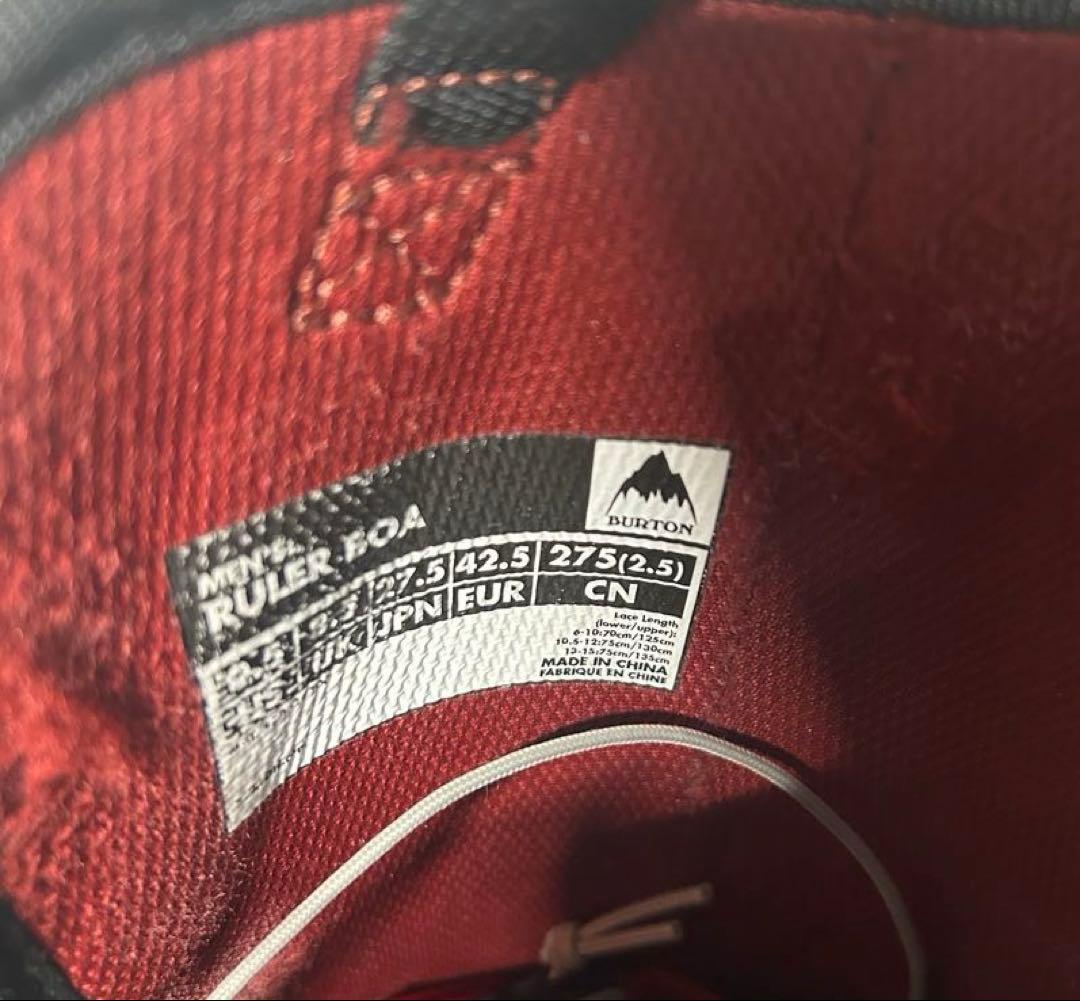 MEN'S
RULER BOA
BURTON
27.5 42.5 275(2.5)
UK JPN EUR CN
Lace Length
(lower/upper):
6-10:70cm/125cm
10.5-12:75cm/130cm
13-15:75cm/135cm
MADE IN CHINA
FABRIQUE EN CHINE